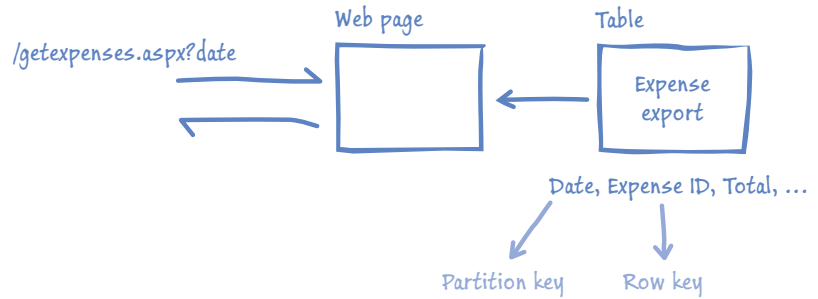 Web page
Table
/getexpenses.aspx?date
Expense
export
Date, Expense ID, Total, ...
Partition key
Row key